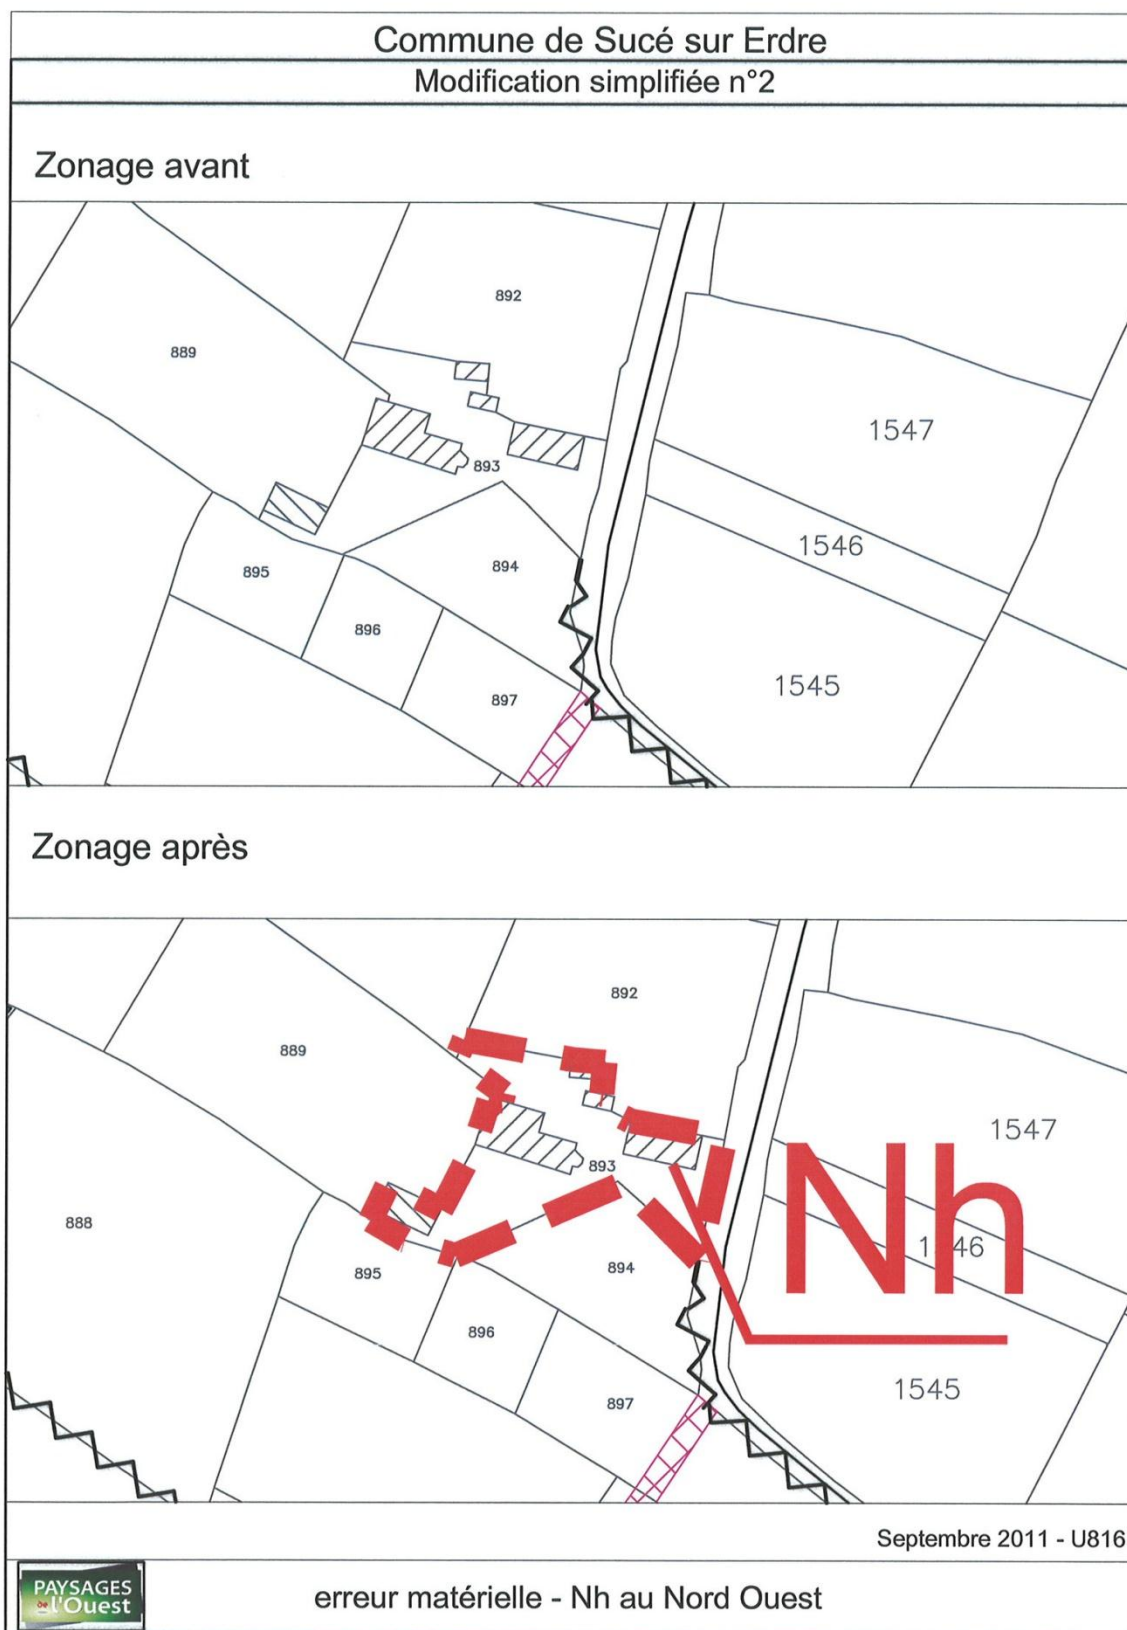 Commune de Sucé sur Erdre
Modification simplifiée n°2
Zonage avant
892
889
1547
893
1546
894
895
896
1545
897
Zonage après
892
889
1547
893
Nh
888
1546
894
895
896
1545
897
Septembre 2011 - U816
PAYSAGES
de l'Ouest
erreur matérielle - Nh au Nord Ouest